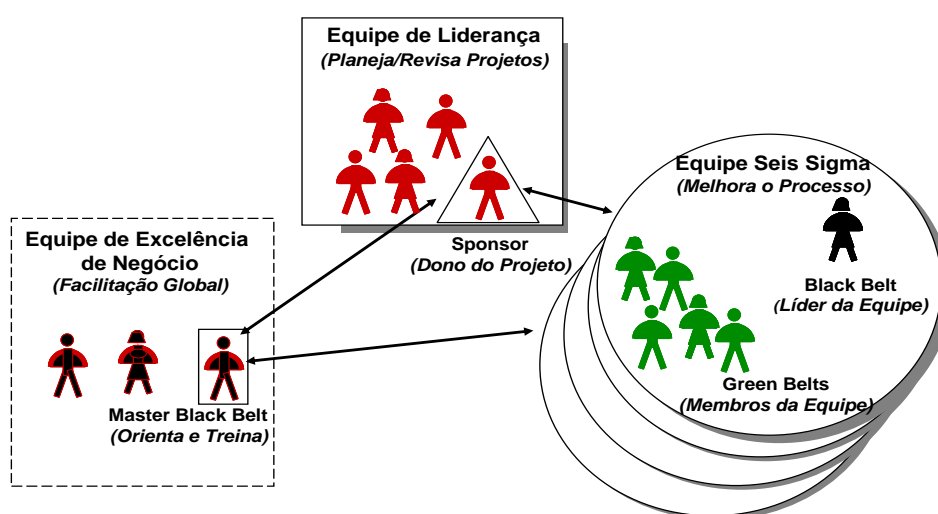 Equipe de Liderança
(Planeja/Revisa Projetos)
Sponsor
(Dono do Projeto)
Equipe de Excelência
de Negócio
(Facilitação Global)
Master Black Belt
(Orienta e Treina)
Equipe Seis Sigma
(Melhora o Processo)
Black Belt
(Líder da Equipe)
Green Belts
(Membros da Equipe)